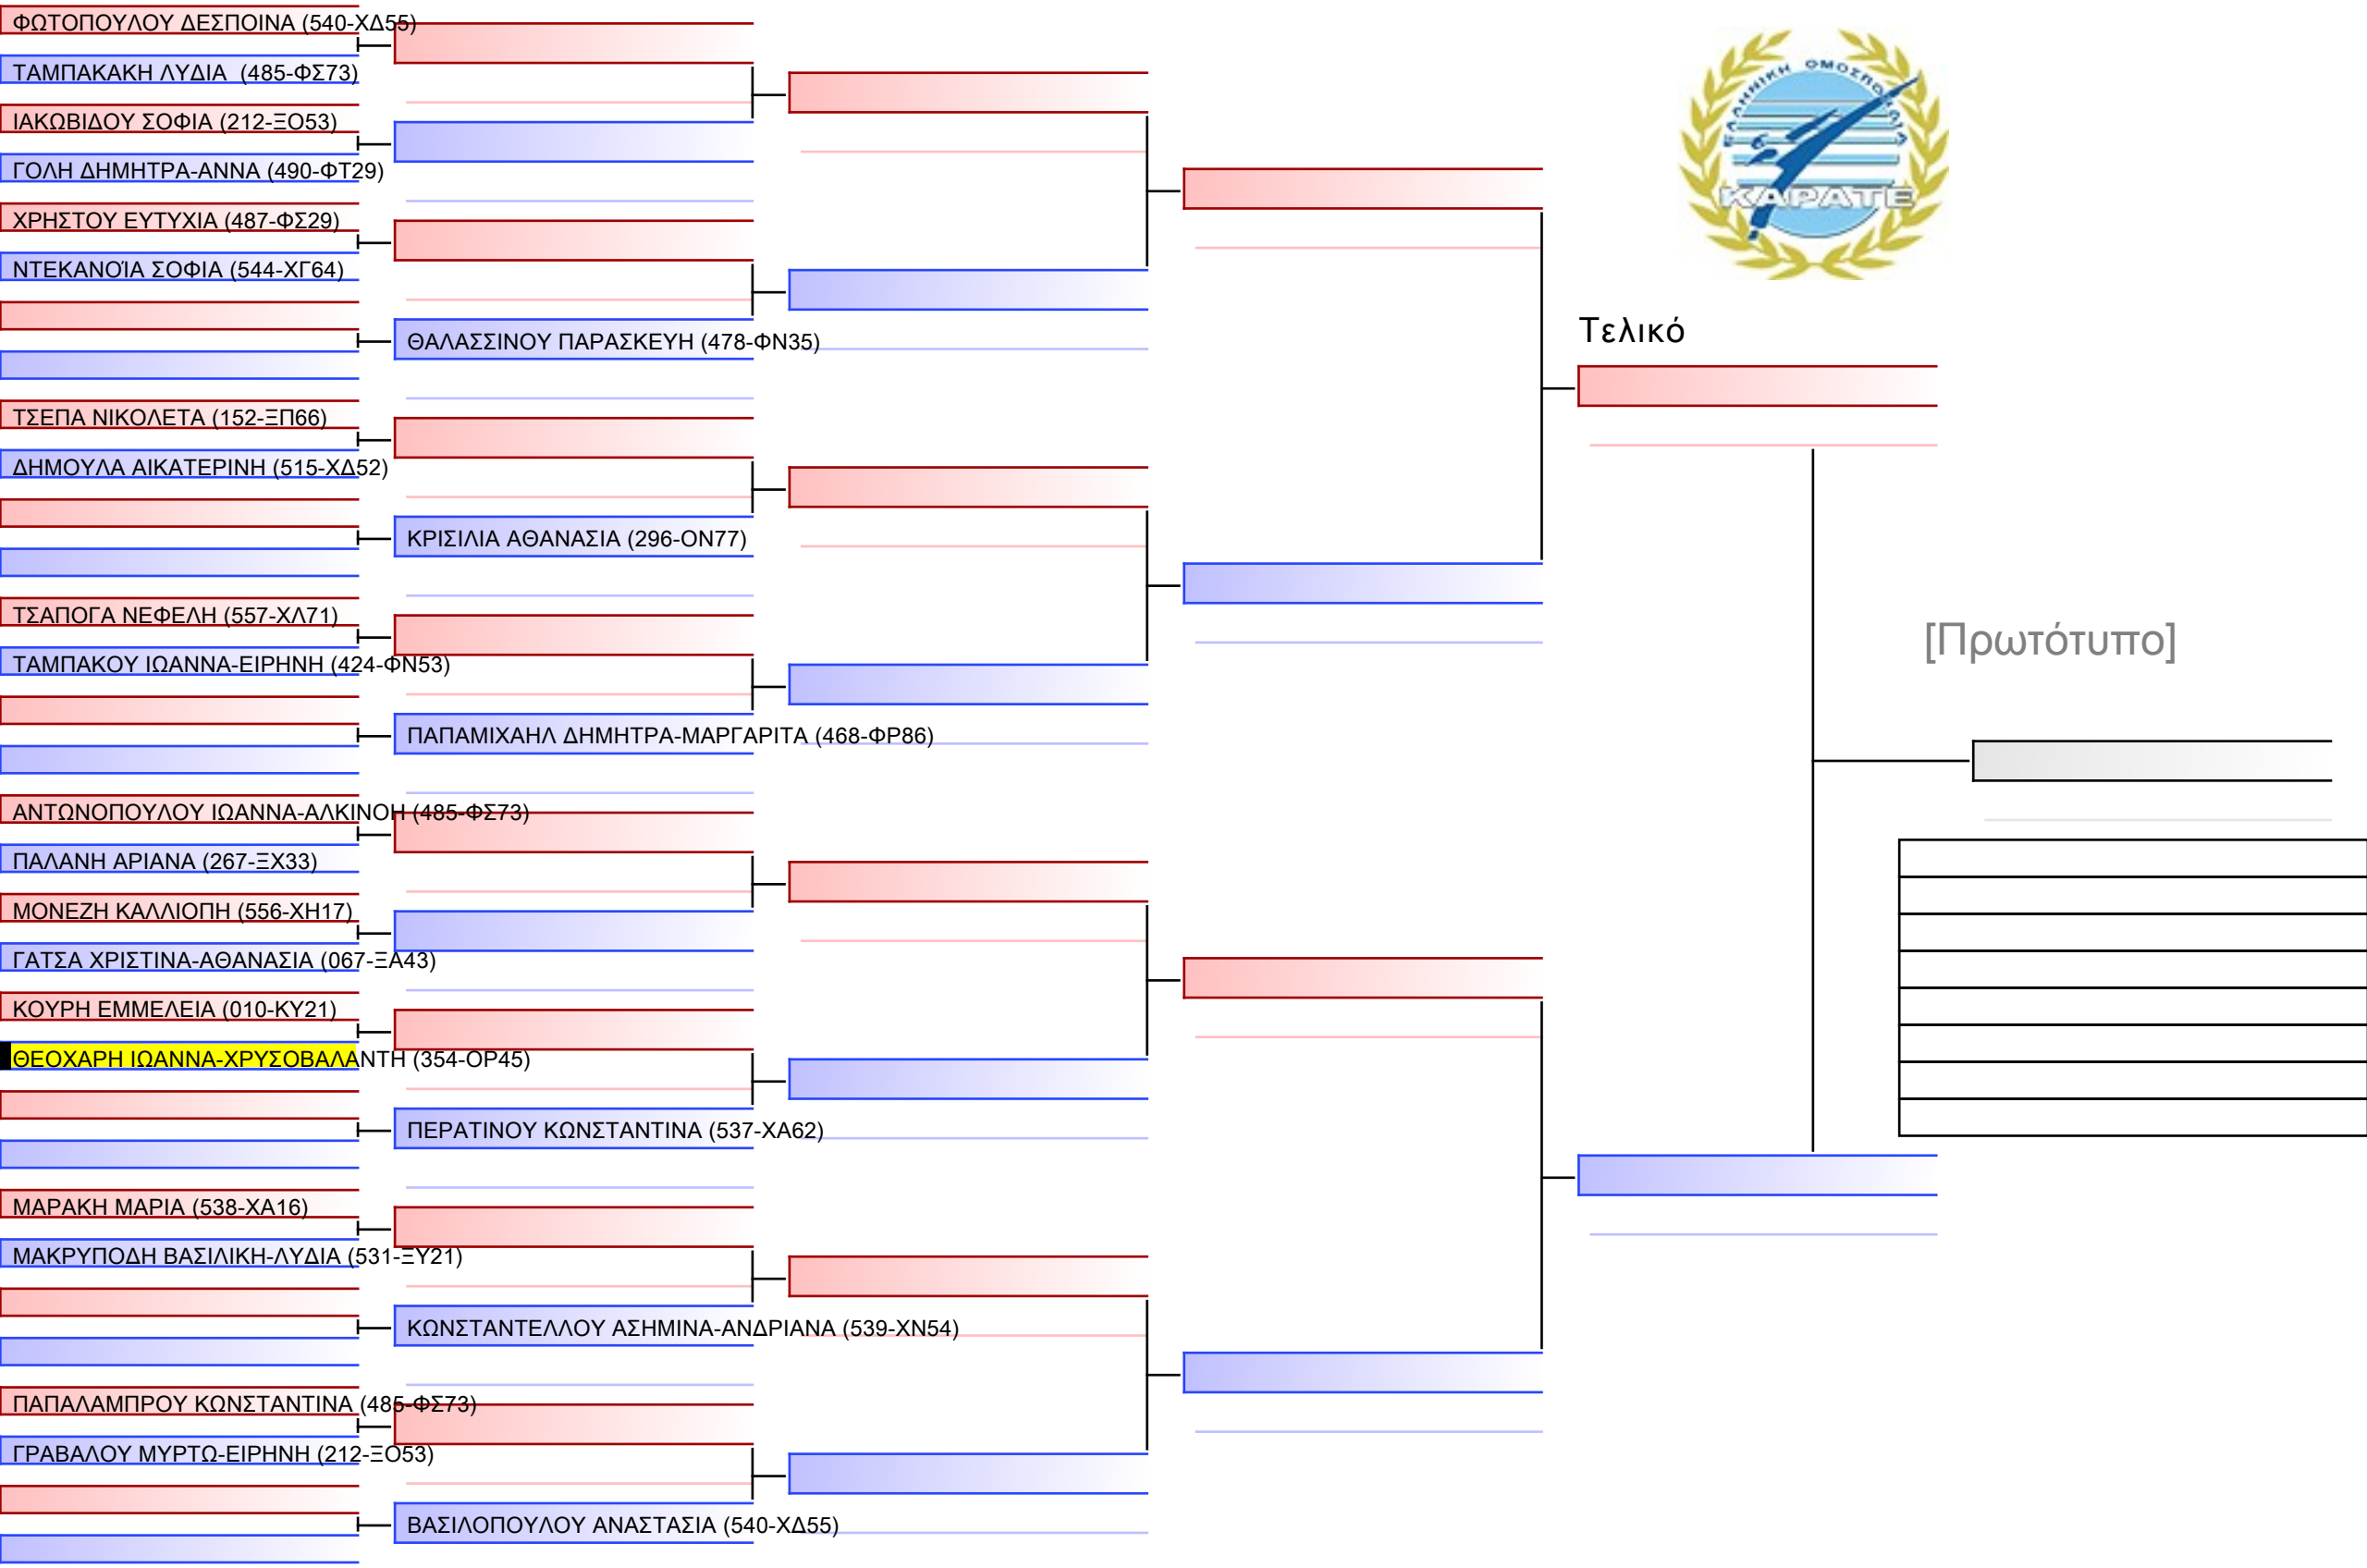 ΦΩΤΟΠΟΥΛΟΥ ΔΕΣΠΟΙΝΑ (540-ΧΔ55)
ΤΑΜΠΑΚΑΚΗ ΛΥΔΙΑ (485-ΦΣ73)
ΙΑΚΩΒΙΔΟΥ ΣΟΦΙΑ (212-ΞΟ53)
ΓΟΛΗ ΔΗΜΗΤΡΑ-ΑΝΝΑ (490-ΦΤ29)
ΧΡΗΣΤΟΥ ΕΥΤΥΧΙΑ (487-ΦΣ29)
ΝΤΕΚΑΝΟΊΑ ΣΟΦΙΑ (544-ΧΓ64)
ΘΑΛΑΣΣΙΝΟΥ ΠΑΡΑΣΚΕΥΗ (478-ΦΝ35)
ΤΣΕΠΑ ΝΙΚΟΛΕΤΑ (152-ΞΠ66)
ΔΗΜΟΥΛΑ ΑΙΚΑΤΕΡΙΝΗ (515-ΧΔ52)
ΚΡΙΣΙΛΙΑ ΑΘΑΝΑΣΙΑ (296-ΟΝ77)
ΤΣΑΠΟΓΑ ΝΕΦΕΛΗ (557-ΧΛ71)
ΤΑΜΠΑΚΟΥ ΙΩΑΝΝΑ-ΕΙΡΗΝΗ (424-ΦΝ53)
ΠΑΠΑΜΙΧΑΗΛ ΔΗΜΗΤΡΑ-ΜΑΡΓΑΡΙΤΑ (468-ΦΡ86)
ΑΝΤΩΝΟΠΟΥΛΟΥ ΙΩΑΝΝΑ-ΑΛΚΙΝΟΗ (485-ΦΣ73)
ΠΑΛΑΝΗ ΑΡΙΑΝΑ (267-ΞΧ33)
ΜΟΝΕΖΗ ΚΑΛΛΙΟΠΗ (556-ΧΗ17)
ΓΑΤΣΑ ΧΡΙΣΤΙΝΑ-ΑΘΑΝΑΣΙΑ (067-ΞΑ43)
ΚΟΥΡΗ ΕΜΜΕΛΕΙΑ (010-ΚΥ21)
ΘΕΟΧΑΡΗ ΙΩΑΝΝΑ-ΧΡΥΣΟΒΑΛΑΝΤΗ (354-ΟΡ45)
ΠΕΡΑΤΙΝΟΥ ΚΩΝΣΤΑΝΤΙΝΑ (537-ΧΑ62)
ΜΑΡΑΚΗ ΜΑΡΙΑ (538-ΧΑ16)
ΜΑΚΡΥΠΟΔΗ ΒΑΣΙΛΙΚΗ-ΛΥΔΙΑ (531-ΞΥ21)
ΚΩΝΣΤΑΝΤΕΛΛΟΥ ΑΣΗΜΙΝΑ-ΑΝΔΡΙΑΝΑ (539-ΧΝ54)
ΠΑΠΑΛΑΜΠΡΟΥ ΚΩΝΣΤΑΝΤΙΝΑ (485-ΦΣ73)
ΓΡΑΒΑΛΟΥ ΜΥΡΤΩ-ΕΙΡΗΝΗ (212-ΞΟ53)
ΒΑΣΙΛΟΠΟΥΛΟΥ ΑΝΑΣΤΑΣΙΑ (540-ΧΔ55)
ΕΛΛΗΝΙΚΗ ΟΜΟΣΠΟΝΔΙΑ
ΚΑΡΑΤΕ
Τελικό
[Πρωτότυπο]